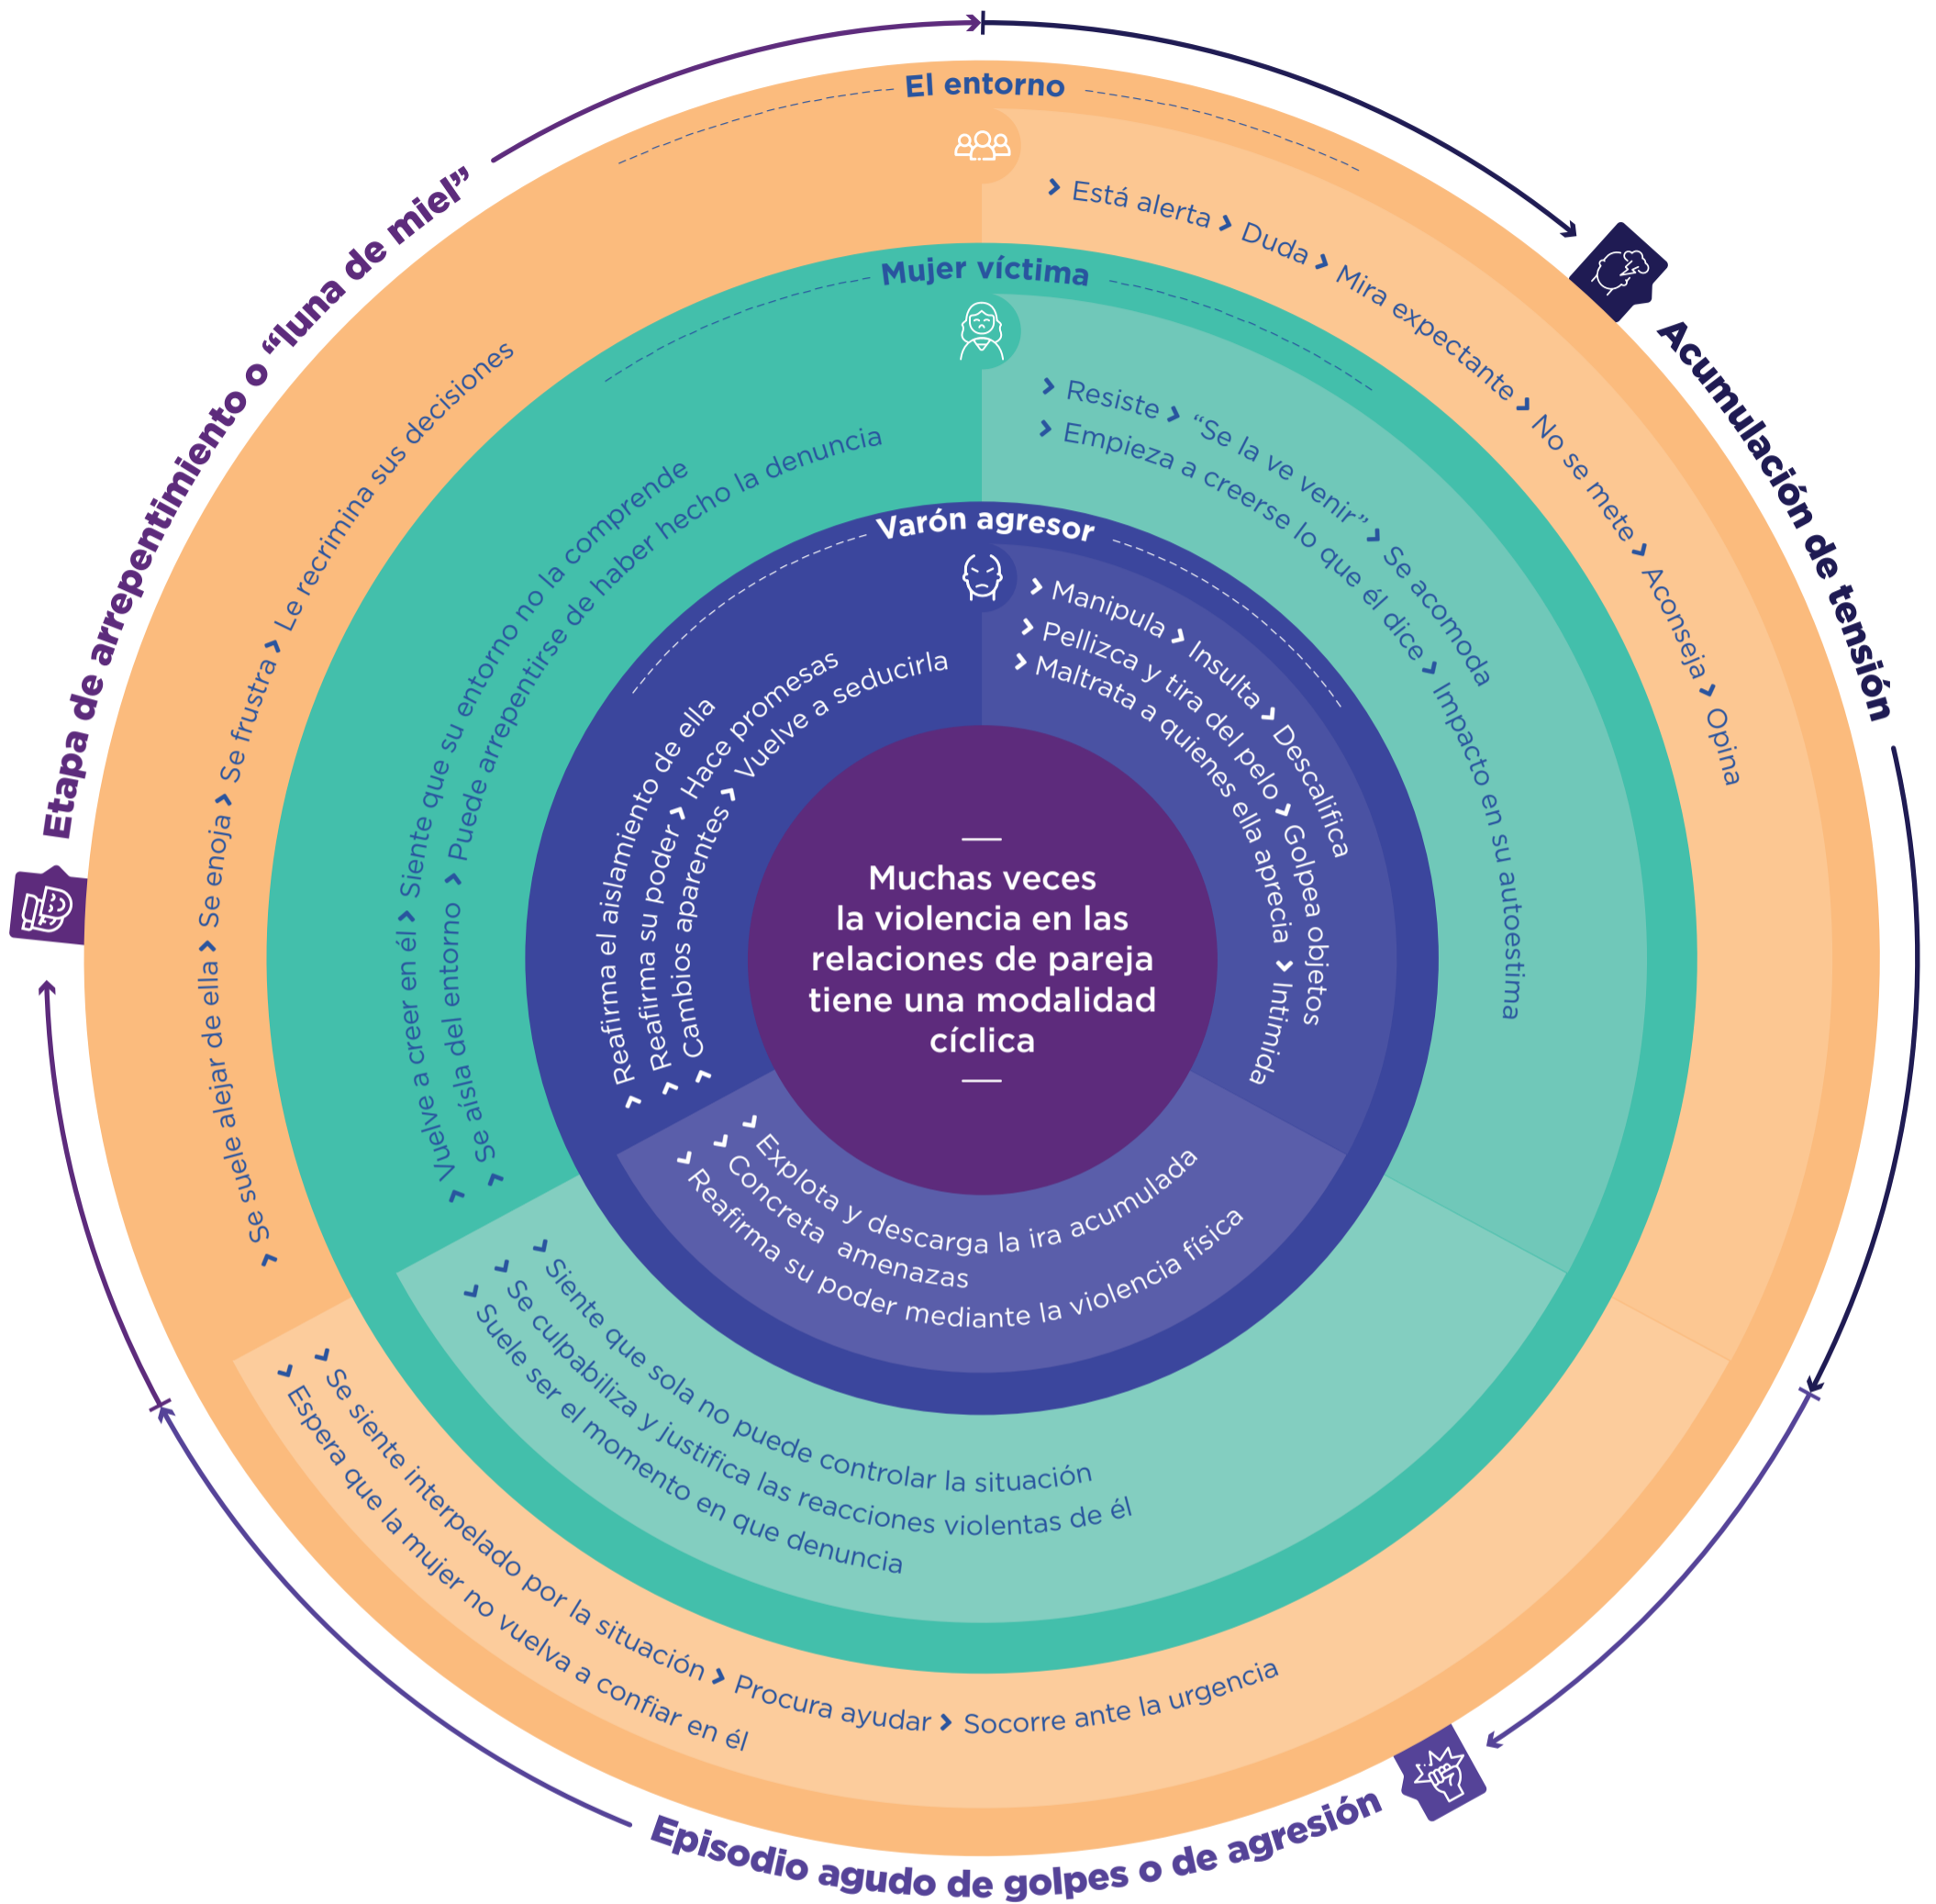 El entorno
Mujer víctima
Varón agresor
Muchas veces
la violencia en las
relaciones de pareja
tiene una modalidad
cíclica
Acumulación de tensión
Está alerta Duda Mira expectante No se mete Aconseja Opina
Resiste “Se la ve venir” Se acomoda
Empieza a creerse lo que él dice Impacto en su autoestima
Manipula Insulta Descalifica
Pellizca y tira del pelo Golpea objetos
Maltrata a quienes ella aprecia Intimida
Episodio agudo de golpes o de agresión
Explota y descarga la ira acumulada
Concreta amenazas
Reafirma su poder mediante la violencia física
Siente que sola no puede controlar la situación
Se culpabiliza y justifica las reacciones violentas de él
Suele ser el momento en que denuncia
Se siente interpelado por la situación Procura ayudar Socorre ante la urgencia
Espera que la mujer no vuelva a confiar en él
Etapa de arrepentimiento o “luna de miel”
Se suele alejar de ella Se enoja Se frustra Le recrimina sus decisiones
Vuelve a creer en él Siente que su entorno no la comprende
Se aísla del entorno Puede arrepentirse de haber hecho la denuncia
Reafirma el aislamiento de ella
Reafirma su poder Hace promesas
Cambios aparentes Vuelve a seducirla